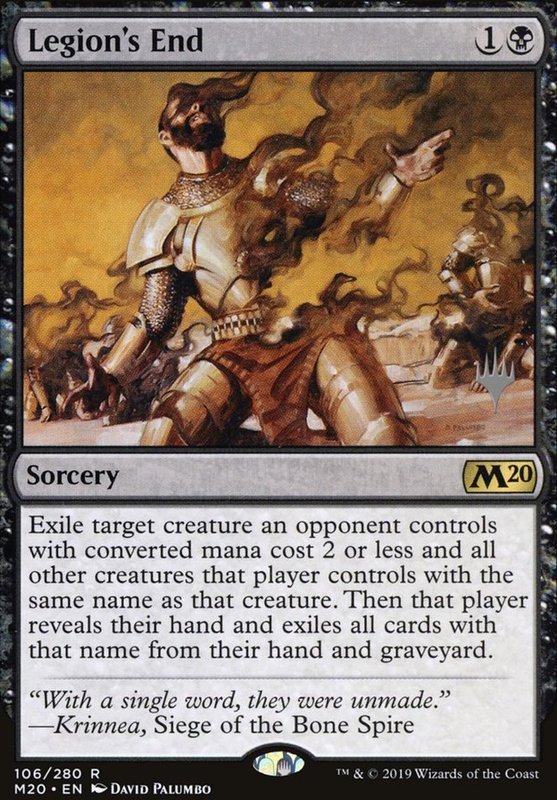 Legion's End 1
D. PALUMBO
Sorcery M20
Exile target creature an opponent controls
with converted mana cost 2 or less and all
other creatures that player controls with the
same name as that creature. Then that player
reveals their hand and exiles all cards with
that name from their hand and graveyard.
“With a single word, they were unmade.”
—Krinnea, Siege of the Bone Spire
106/280 R
M20 • EN DAVID PALUMBO
™ & © 2019 Wizards of the Coast